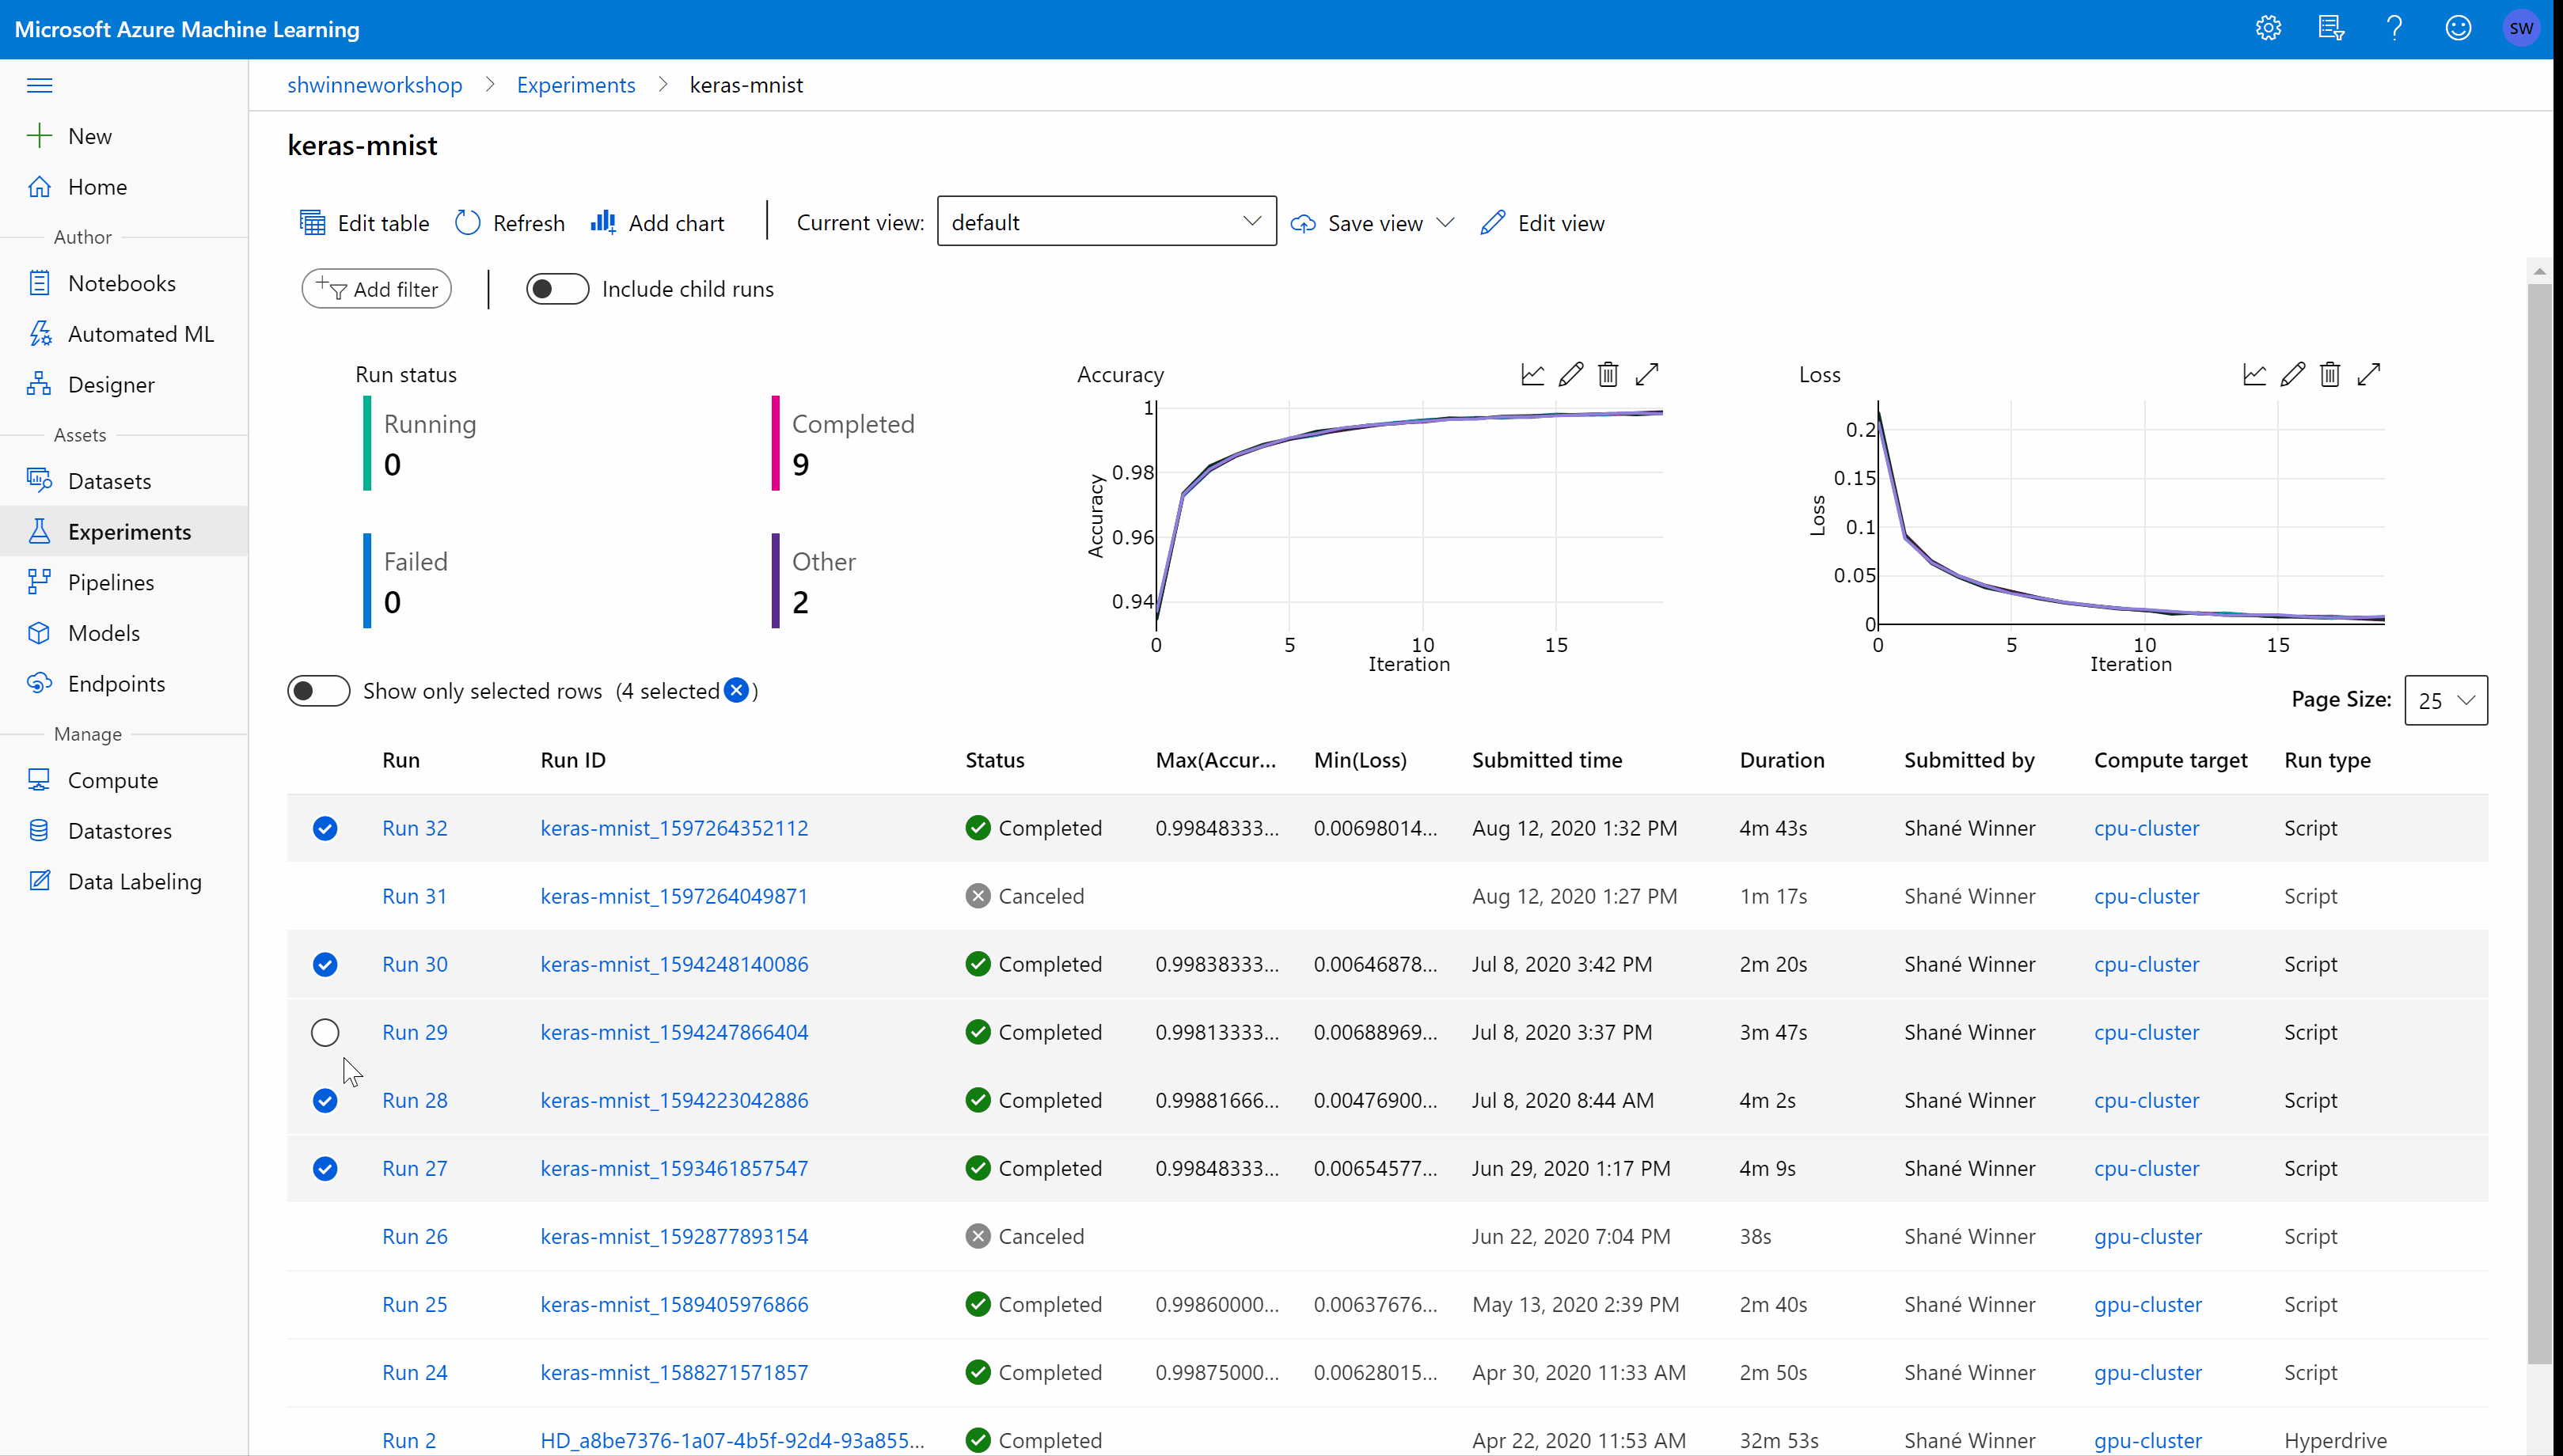 Microsoft Azure Machine Learning
SW
shwinneworkshop > Experiments > keras-mnist
New
Home
Author
Notebooks
Automated ML
Designer
Assets
Datasets
Experiments
Pipelines
Models
Endpoints
Manage
Compute
Datastores
Data Labeling
keras-mnist
Edit table Refresh Add chart Current view: default Save view Edit view
Add filter Include child runs
Run status
Running
0
Completed
9
Failed
0
Other
2
Accuracy
1
0.98
0.96
0.94
Accuracy
0 5 10 15
Iteration
Loss
0.2
0.15
0.1
0.05
0
Loss
0 5 10 15
Iteration
Show only selected rows (4 selected )
Page Size: 25
Run Run ID Status Max(Accur... Min(Loss) Submitted time Duration Submitted by Compute target Run type
Run 32 keras-mnist_1597264352112 Completed 0.99848333... 0.00698014... Aug 12, 2020 1:32 PM 4m 43s Shané Winner cpu-cluster Script
Run 31 keras-mnist_1597264049871 Canceled Aug 12, 2020 1:27 PM 1m 17s Shané Winner cpu-cluster Script
Run 30 keras-mnist_1594248140086 Completed 0.99838333... 0.00646878... Jul 8, 2020 3:42 PM 2m 20s Shané Winner cpu-cluster Script
Run 29 keras-mnist_1594247866404 Completed 0.99813333... 0.00688969... Jul 8, 2020 3:37 PM 3m 47s Shané Winner cpu-cluster Script
Run 28 keras-mnist_1594223042886 Completed 0.99881666... 0.00476900... Jul 8, 2020 8:44 AM 4m 2s Shané Winner cpu-cluster Script
Run 27 keras-mnist_1593461857547 Completed 0.99848333... 0.00654577... Jun 29, 2020 1:17 PM 4m 9s Shané Winner cpu-cluster Script
Run 26 keras-mnist_1592877893154 Canceled Jun 22, 2020 7:04 PM 38s Shané Winner gpu-cluster Script
Run 25 keras-mnist_1589405976866 Completed 0.99860000... 0.00637676... May 13, 2020 2:39 PM 2m 40s Shané Winner gpu-cluster Script
Run 24 keras-mnist_1588271571857 Completed 0.99875000... 0.00628015... Apr 30, 2020 11:33 AM 2m 50s Shané Winner gpu-cluster Script
Run 2 HD_a8be7376-1a07-4b5f-92d4-93a855... Completed Apr 22, 2020 11:53 AM 32m 53s Shané Winner gpu-cluster Hyperdrive